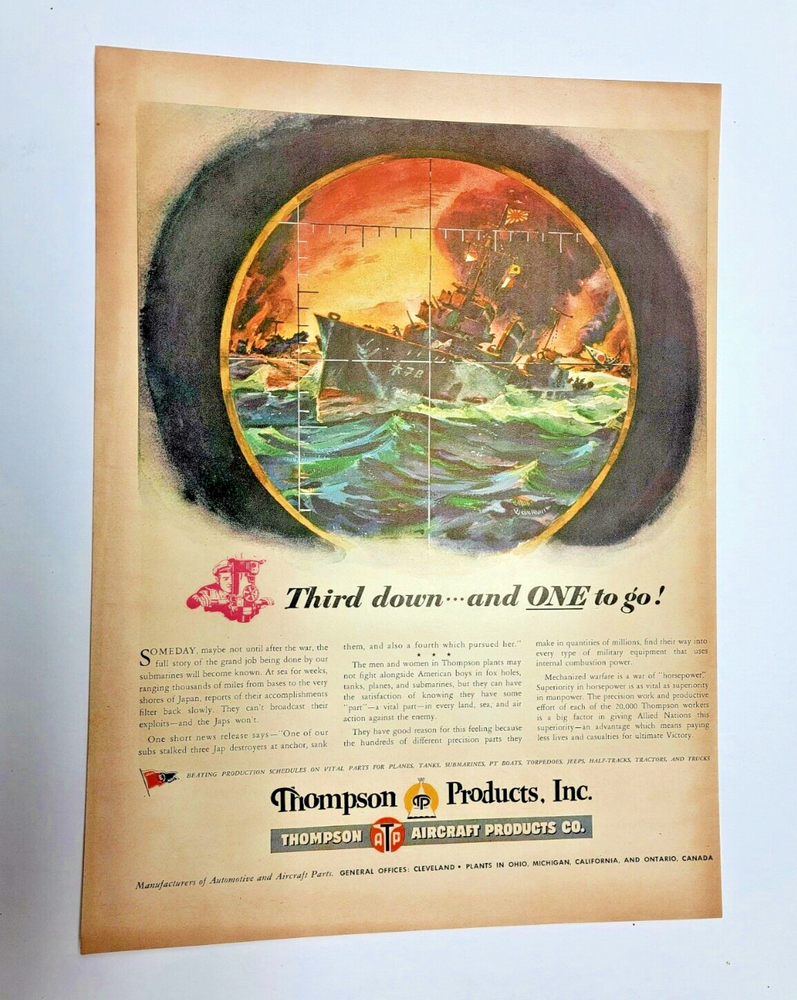 Third down...and ONE to go!
SOMEDAY, maybe not until after the war, the
full story of the grand job being done by our
submarines will become known. At sea for weeks,
ranging thousands of miles from bases to the very
shores of Japan, reports of their accomplishments
filter back slowly. They can't broadcast their
exploits—and the Japs won't.
One short news release says—"One of our
subs stalked three Jap destroyers at anchor, sank
them, and also a fourth which pursued her."
★ ★ ★
The men and women in Thompson plants may
not fight alongside American boys in fox holes,
tanks, planes, and submarines, but they can have
the satisfaction of knowing they have some
"part"—a vital part—in every land, sea, and air
action against the enemy.
They have good reason for this feeling because
the hundreds of different precision parts they
make in quantities of millions, find their way into
every type of military equipment that uses
internal combustion power.
Mechanized warfare is a war of "horsepower."
Superiority in horsepower is as vital as superiority
in manpower. The precision work and productive
effort of each of the 20,000 Thompson workers
is a big factor in giving Allied Nations this
superiority—an advantage which means paying
less lives and casualties for ultimate Victory.
BEATING PRODUCTION SCHEDULES ON VITAL PARTS FOR PLANES, TANKS, SUBMARINES, PT BOATS, TORPEDOES, JEEPS, HALF-TRACKS, TRACTORS, AND TRUCKS
Thompson TP Products, Inc.
THOMPSON TAP AIRCRAFT PRODUCTS CO.
Manufacturers of Automotive and Aircraft Parts. GENERAL OFFICES: CLEVELAND • PLANTS IN OHIO, MICHIGAN, CALIFORNIA, AND ONTARIO, CANADA